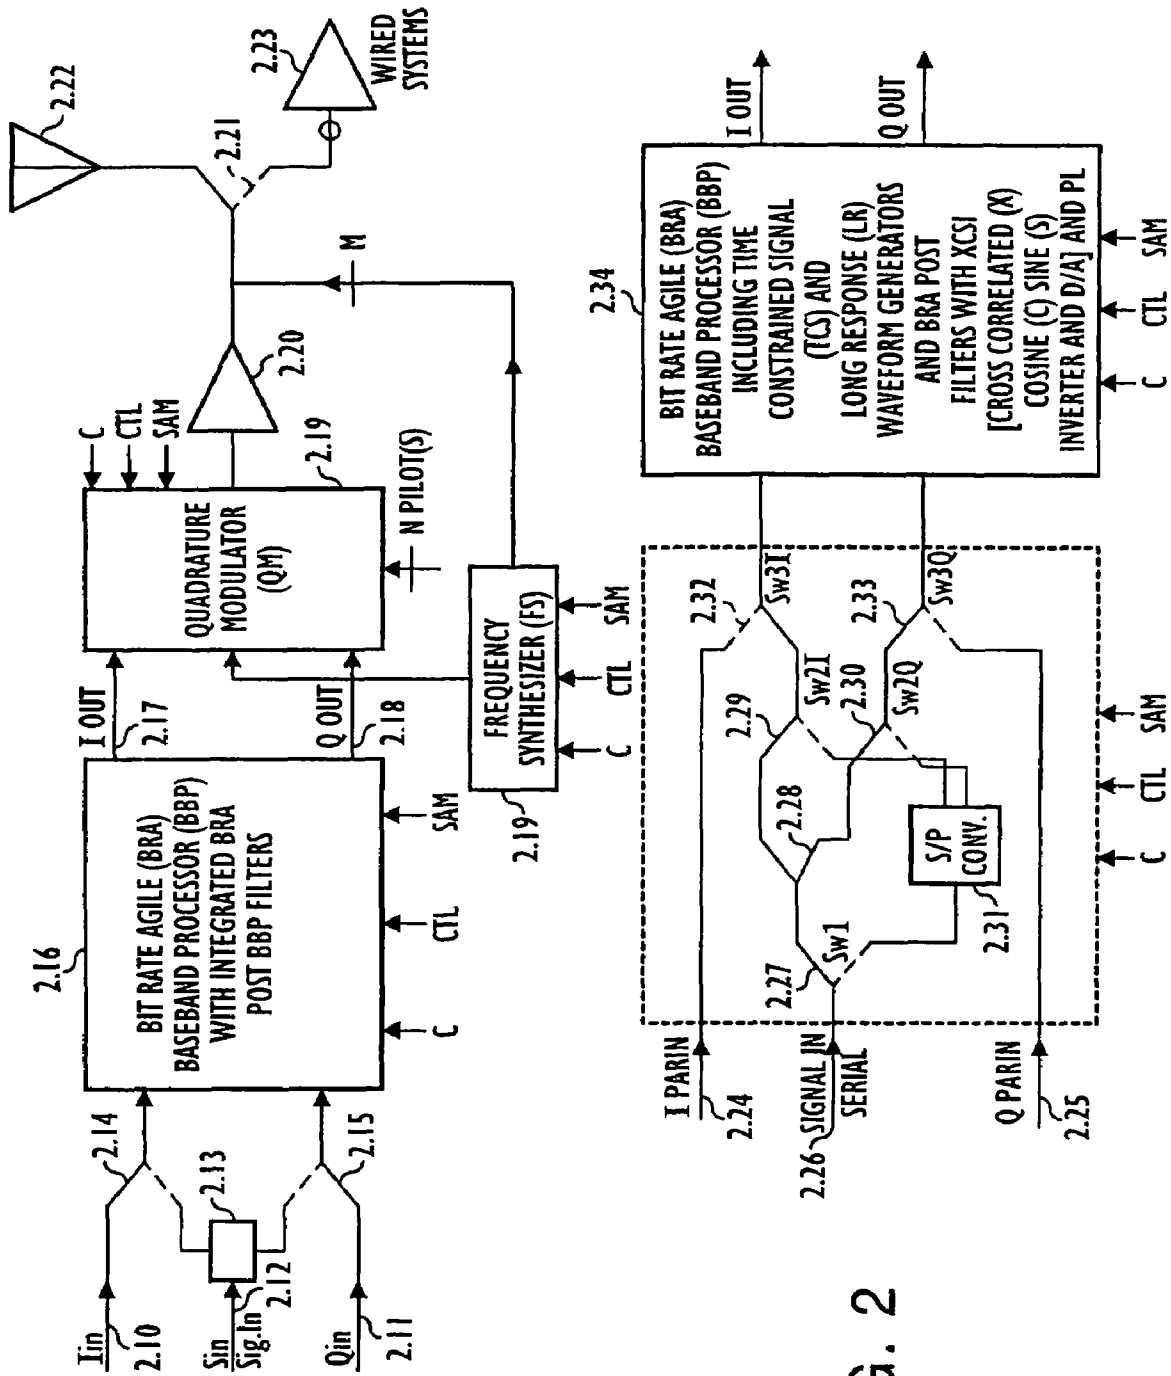 Iin
2.10
Sin
Sig.In
2.12
Qin
2.11
2.13
2.14
2.15
2.16
BIT RATE AGILE (BRA)
BASEBAND PROCESSOR (BBP)
WITH INTEGRATED BRA
POST BBP FILTERS
C
CTL
SAM
I OUT
2.17
Q OUT
2.18
QUADRATURE
MODULATOR
(QM)
C
CTL
SAM
2.19
N PILOT(S)
FREQUENCY
SYNTHESIZER (FS)
2.19
C
CTL
SAM
2.20
M
2.21
2.22
2.23
WIRED
SYSTEMS
I PARIN
2.24
2.26
SIGNAL IN
SERIAL
Q PARIN
2.25
2.27
Sw1
2.28
2.29
S/P
CONV.
2.31
Sw2I
2.30
Sw2Q
2.32
Sw3I
2.33
Sw3Q
C
CTL
SAM
2.34
BIT RATE AGILE (BRA)
BASEBAND PROCESSOR (BBP)
INCLUDING TIME
CONSTRAINED SIGNAL
(TCS) AND
LONG RESPONSE (LR)
WAVEFORM GENERATORS
AND BRA POST
FILTERS WITH XCSI
[CROSS CORRELATED (X)
COSINE (C) SINE (S)
INVERTER AND D/A] AND PL
C
CTL
SAM
I OUT
Q OUT
G. 2